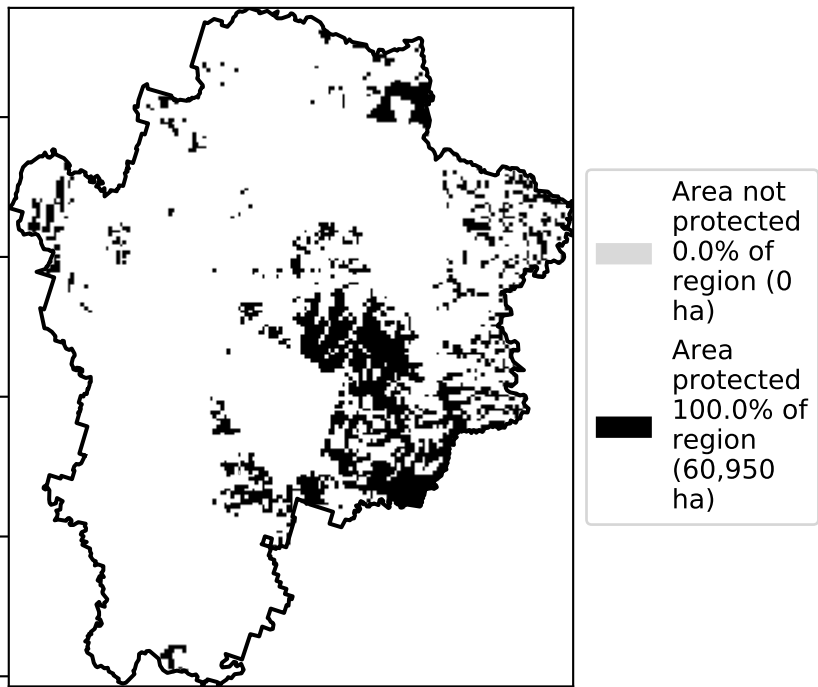 Area not
protected
0.0% of
region (0
ha)
Area
protected
100.0% of
region
(60,950
ha)